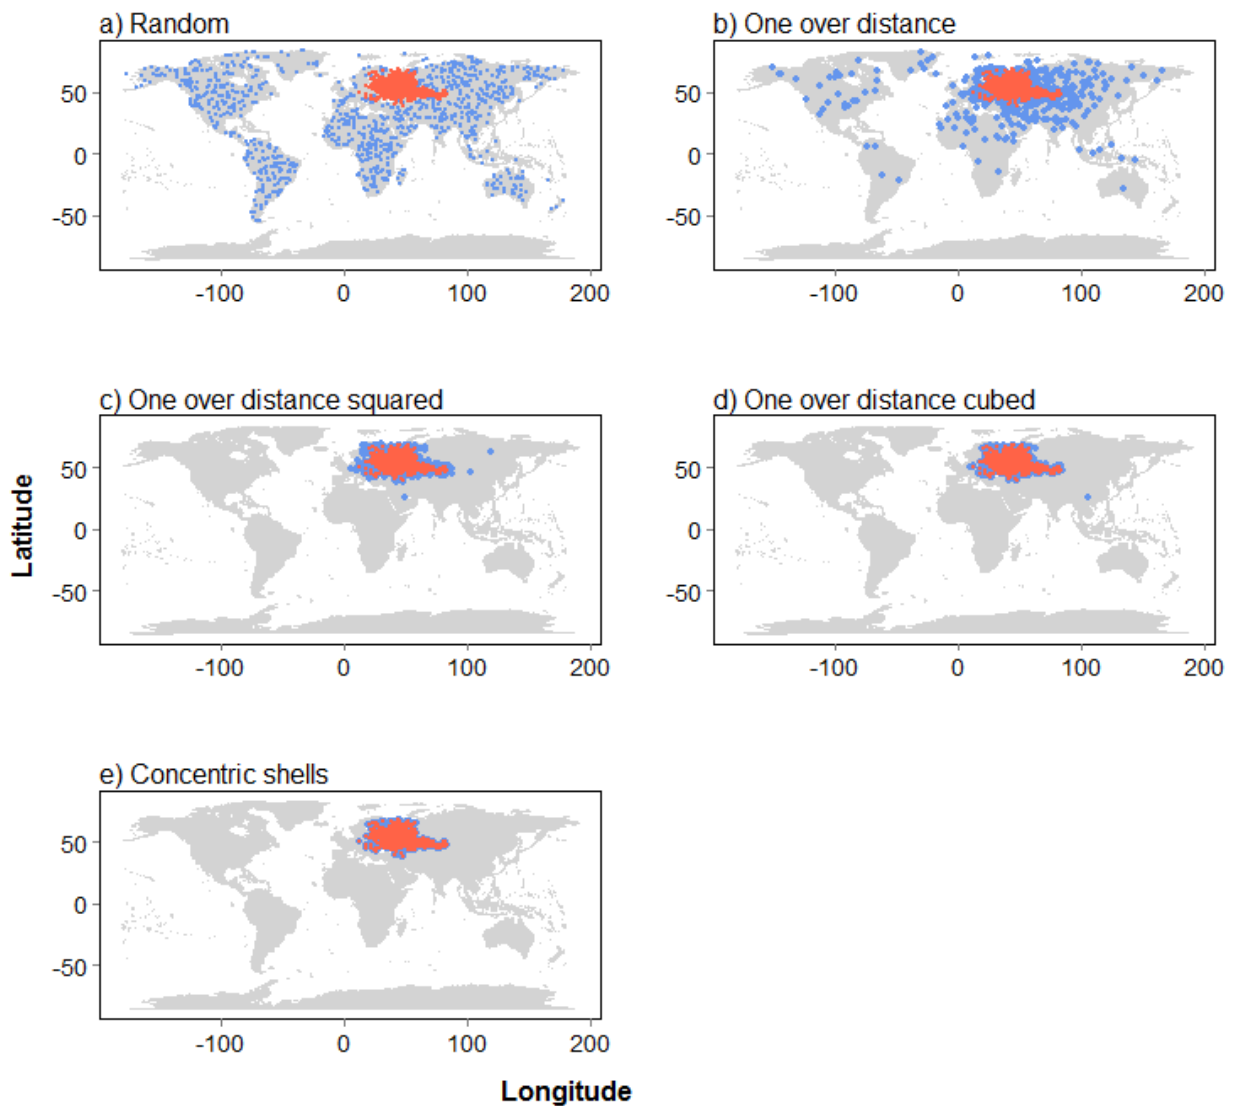 a) Random
50
0
-50
-100 0 100 200
b) One over distance
50
0
-50
-100 0 100 200
c) One over distance squared
50
0
-50
-100 0 100 200
d) One over distance cubed
50
0
-50
-100 0 100 200
e) Concentric shells
50
0
-50
-100 0 100 200
Latitude
Longitude